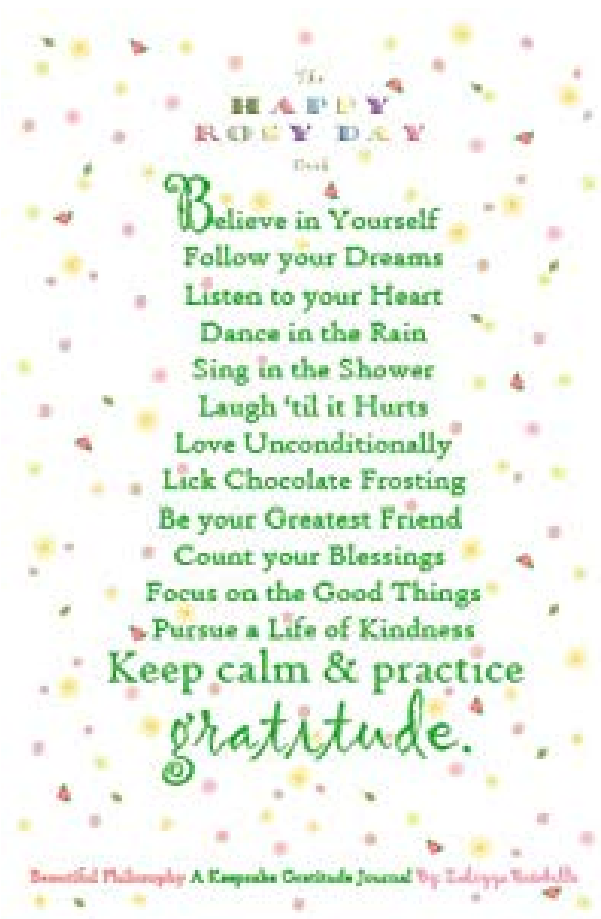 The
HAPPY
ROSY DAY
Book
Believe in Yourself
Follow your Dreams
Listen to your Heart
Dance in the Rain
Sing in the Shower
Laugh ‘til it Hurts
Love Unconditionally
Lick Chocolate Frosting
Be your Greatest Friend
Count your Blessings
Focus on the Good Things
Pursue a Life of Kindness
Keep calm & practice
gratitude.
Beautiful Philosophy A Keepsake Gratitude Journal By